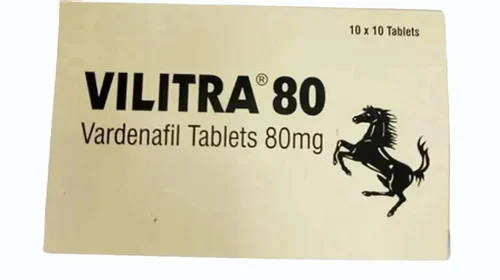 10 x 10 Tablets
VILITRA® 80
Vardenafil Tablets 80mg